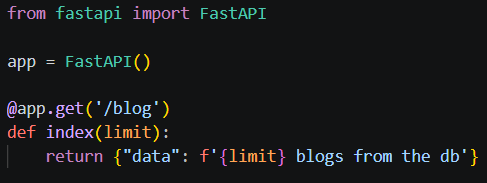 from fastapi import FastAPI
app = FastAPI()
@app.get('/blog')
def index(limit):
    return {"data": f'{limit} blogs from the db'}